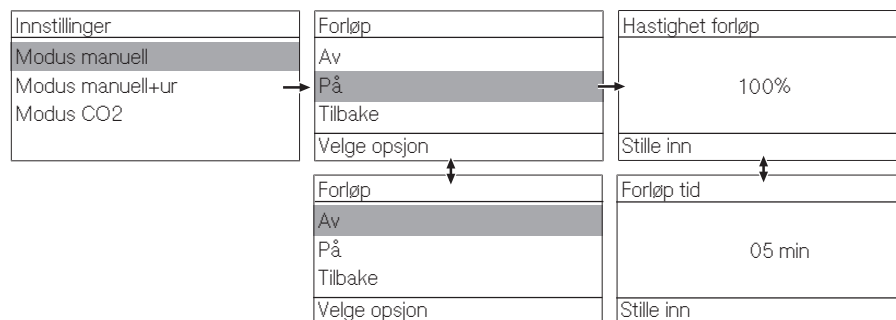 Innstillinger
Modus manuell
Modus manuell+ur
Modus CO2
Forløp
Av
På
Tilbake
Velge opsjon
Hastighet forløp
100%
Stille inn
Forløp
Av
På
Tilbake
Velge opsjon
Forløp tid
05 min
Stille inn